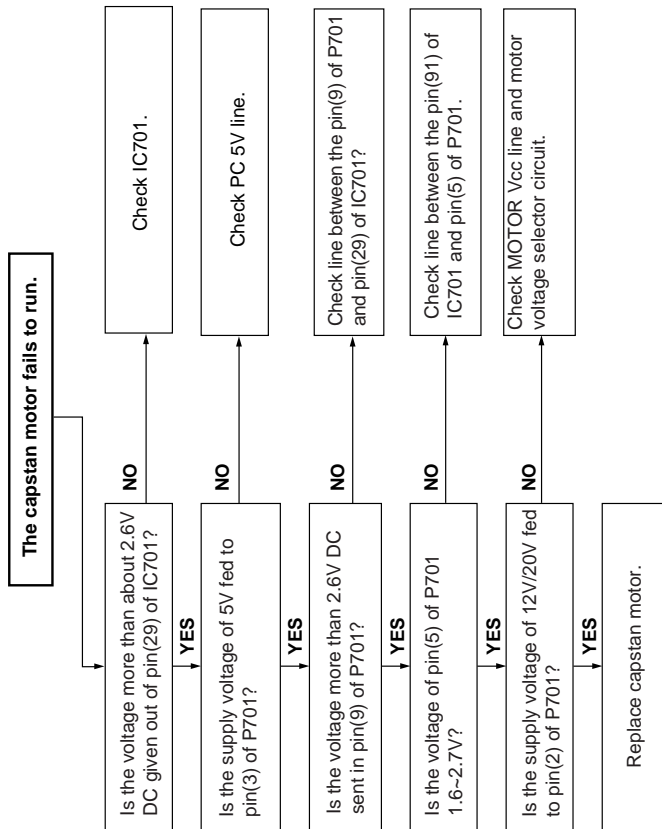 The capstan motor fails to run.
Is the voltage more than about 2.6V
DC given out of pin(29) of IC701?
NO
Check IC701.
YES
Is the supply voltage of 5V fed to
pin(3) of P701?
NO
Check PC 5V line.
YES
Is the voltage more than 2.6V DC
sent in pin(9) of P701?
NO
Check line between the pin(9) of P701
and pin(29) of IC701?
YES
Is the voltage of pin(5) of P701
1.6~2.7V?
NO
Check line between the pin(91) of
IC701 and pin(5) of P701.
YES
Is the supply voltage of 12V/20V fed
to pin(2) of P701?
NO
Check MOTOR Vcc line and motor
voltage selector circuit.
YES
Replace capstan motor.